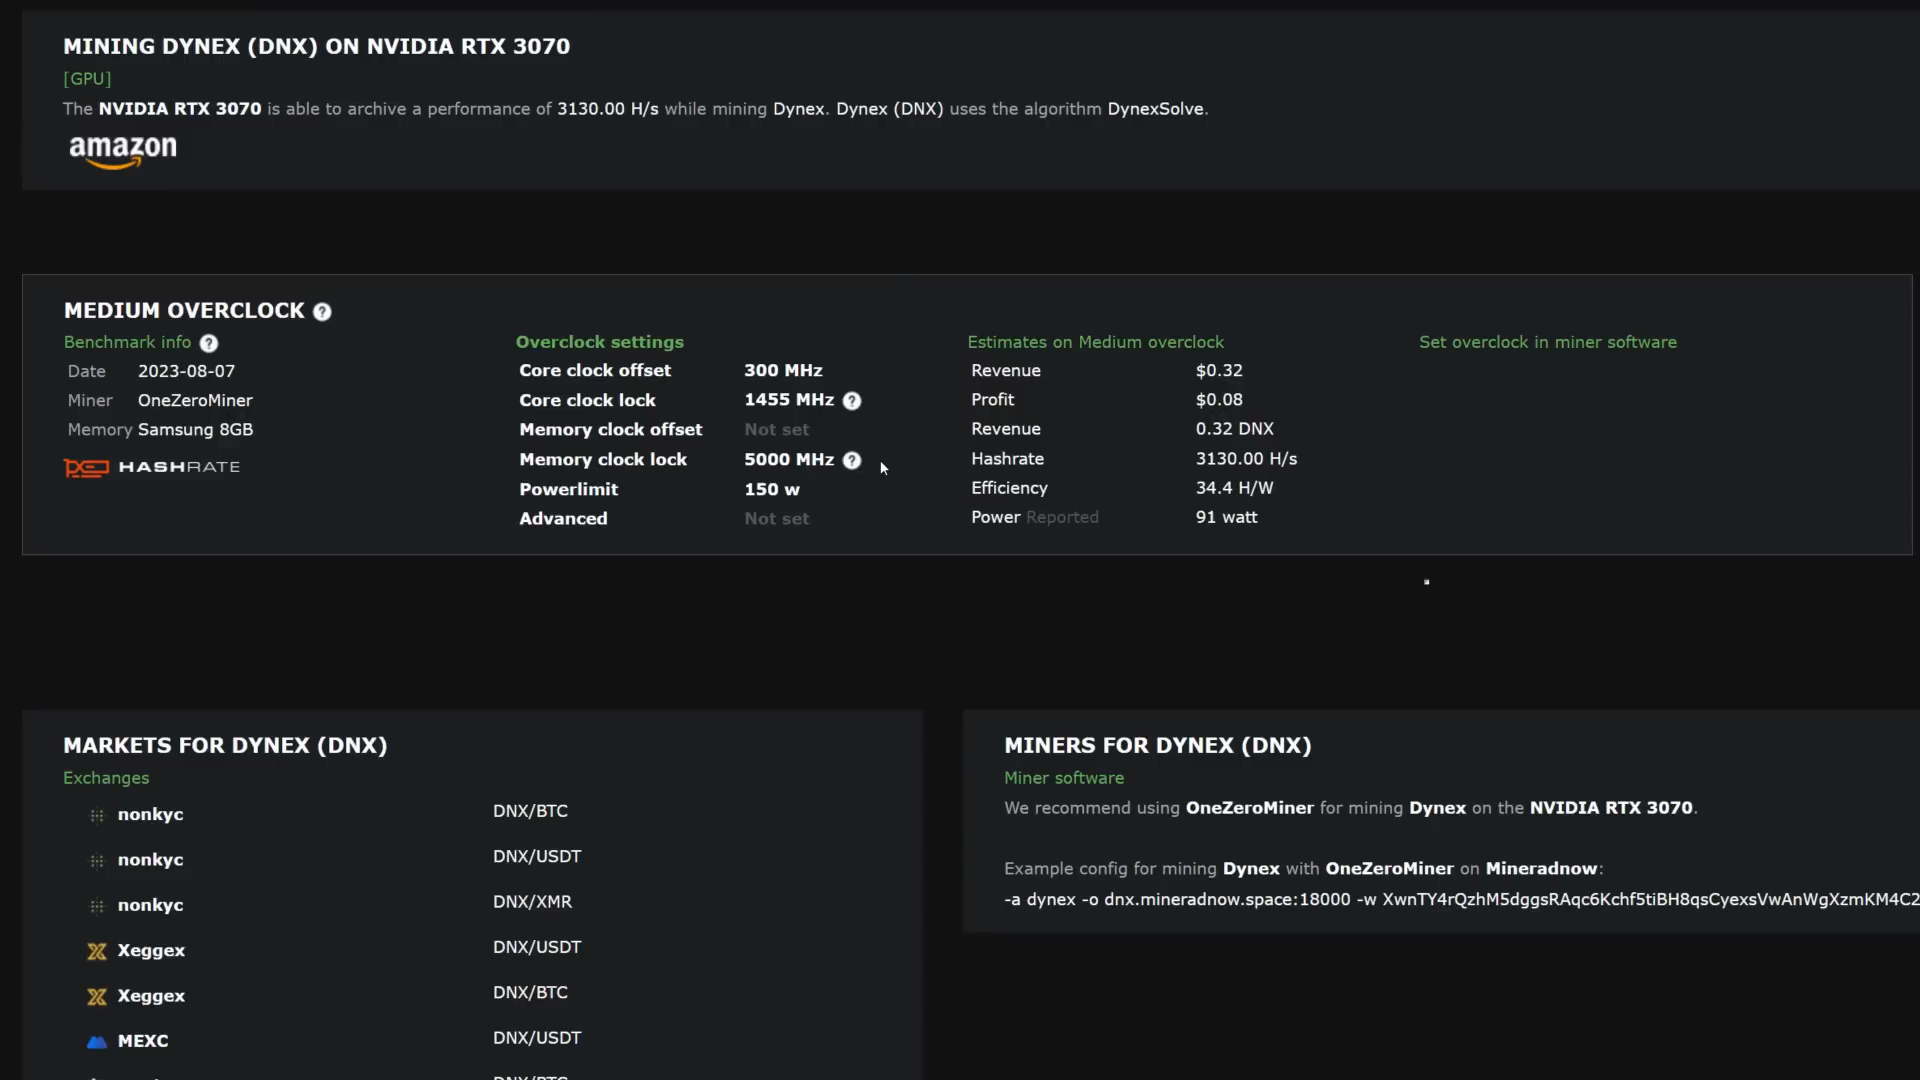 MINING DYNEX (DNX) ON NVIDIA RTX 3070
[GPU]
The NVIDIA RTX 3070 is able to archive a performance of 3130.00 H/s while mining Dynex. Dynex (DNX) uses the algorithm DynexSolve.
amazon
MEDIUM OVERCLOCK ?
Benchmark info ?
Date 2023-08-07
Miner OneZeroMiner
Memory Samsung 8GB
HASHRATE
Overclock settings
Core clock offset 300 MHz
Core clock lock 1455 MHz ?
Memory clock offset Not set
Memory clock lock 5000 MHz ?
Powerlimit 150 w
Advanced Not set
Estimates on Medium overclock
Revenue $0.32
Profit $0.08
Revenue 0.32 DNX
Hashrate 3130.00 H/s
Efficiency 34.4 H/W
Power Reported 91 watt
Set overclock in miner software
MARKETS FOR DYNEX (DNX)
Exchanges
nonkyc DNX/BTC
nonkyc DNX/USDT
nonkyc DNX/XMR
Xeggex DNX/USDT
Xeggex DNX/BTC
MEXC DNX/USDT
DNX/BTC
MINERS FOR DYNEX (DNX)
Miner software
We recommend using OneZeroMiner for mining Dynex on the NVIDIA RTX 3070.
Example config for mining Dynex with OneZeroMiner on Mineradnow:
-a dynex -o dnx.mineradnow.space:18000 -w XwnTY4rQzhM5dggsRAqc6Kchf5tiBH8qsCyexsVwAnWgXzmKM4C2